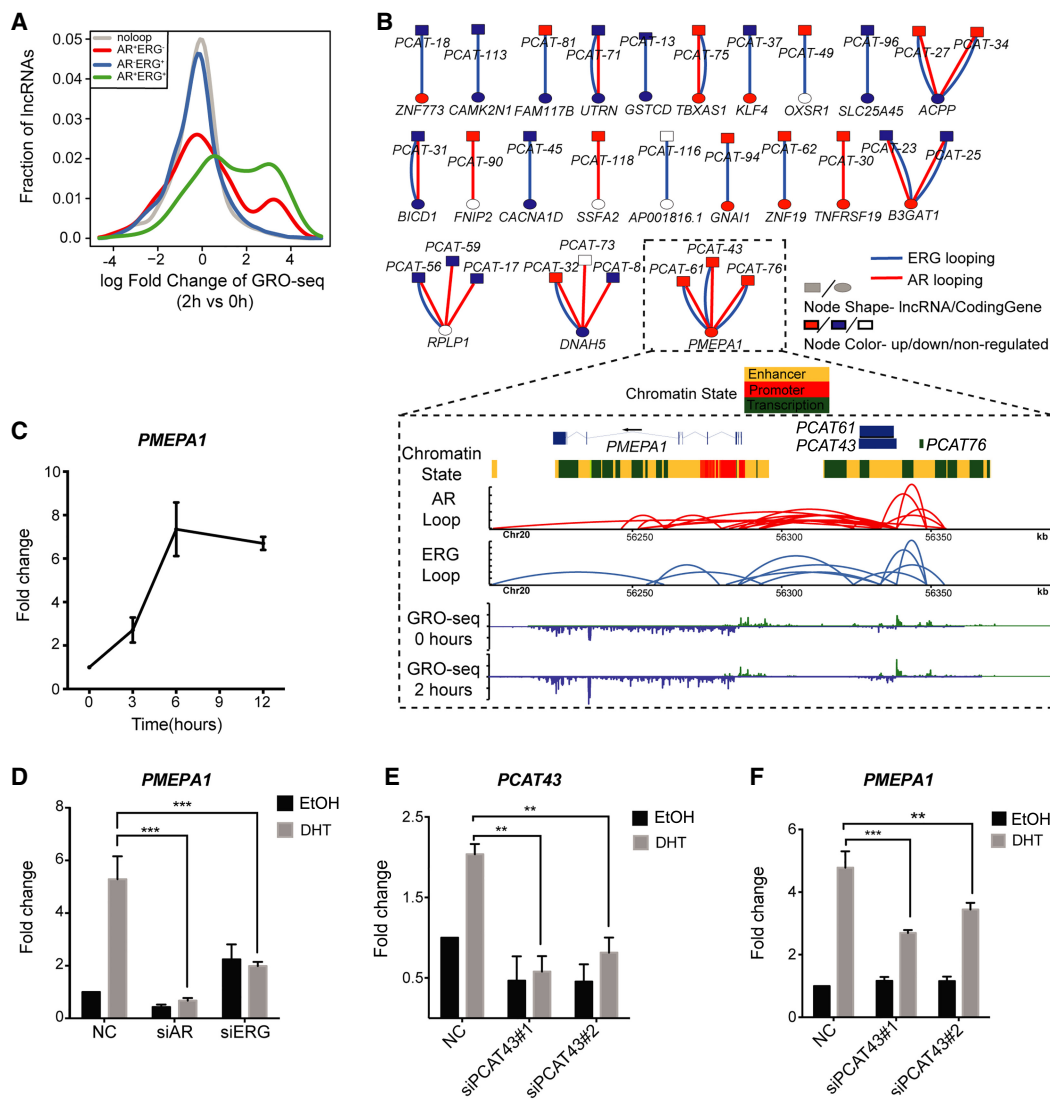 A
Fraction of lncRNAs
0.05
0.04
0.03
0.02
0.01
0.0
noloop
AR⁺ERG⁻
AR⁻ERG⁺
AR⁺ERG⁺
-4 -2 0 2 4
log Fold Change of GRO-seq
(2h vs 0h)
B
PCAT-18 PCAT-113 PCAT-81 PCAT-71 PCAT-13 PCAT-75 PCAT-37 PCAT-49 PCAT-96 PCAT-27 PCAT-34
ZNF773 CAMK2N1 FAM117B UTRN GSTCD TBXAS1 KLF4 OXSR1 SLC25A45 ACPP
PCAT-31 PCAT-90 PCAT-45 PCAT-118 PCAT-116 PCAT-94 PCAT-62 PCAT-30 PCAT-23 PCAT-25
BICD1 FNIP2 CACNA1D SSFA2 AP001816.1 GNAI1 ZNF19 TNFRSF19 B3GAT1
PCAT-56 PCAT-59 PCAT-17 PCAT-32 PCAT-73 PCAT-8 PCAT-61 PCAT-43 PCAT-76
RPLP1 DNAH5 PMEPA1
ERG looping
AR looping
/
Node Shape- lncRNA/CodingGene
/ /
Node Color- up/down/non-regulated
Chromatin State
Enhancer
Promoter
Transcription
PMEPA1
PCAT61
PCAT43
PCAT76
Chromatin
State
AR
Loop
Chr20 56250 56300 56350 kb
ERG
Loop
Chr20 56250 56300 56350 kb
GRO-seq
0 hours
GRO-seq
2 hours
C
PMEPA1
Fold change
10
8
6
4
2
0
0 3 6 9 12
Time(hours)
D
PMEPA1
EtOH
DHT
***
***
Fold change
8
6
4
2
0
NC siAR siERG
E
PCAT43
EtOH
DHT
**
**
Fold change
2.5
1.5
0.5
NC siPCAT43#1 siPCAT43#2
F
PMEPA1
EtOH
DHT
**
***
Fold change
6
4
2
0
NC siPCAT43#1 siPCAT43#2